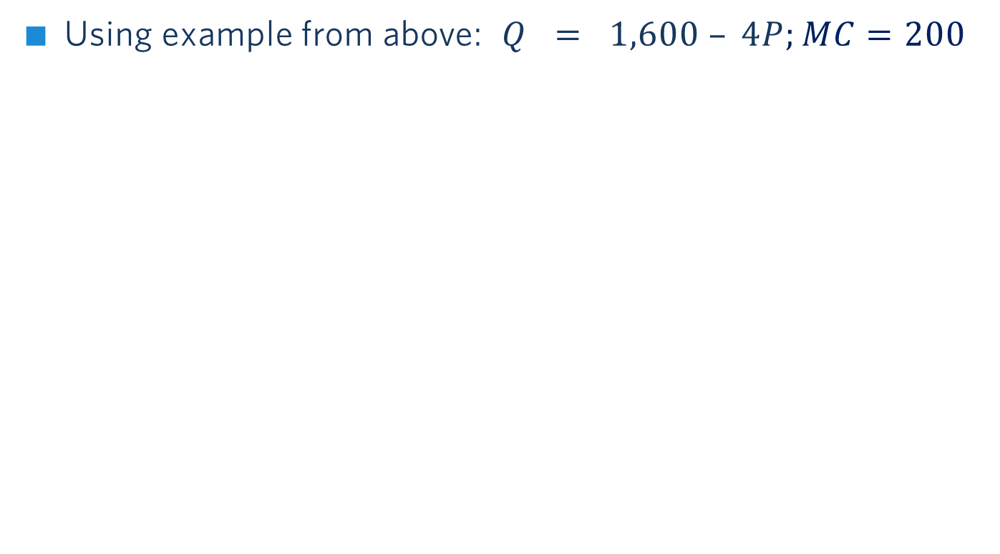 Using example from above: Q = 1,600 – 4P; MC = 200